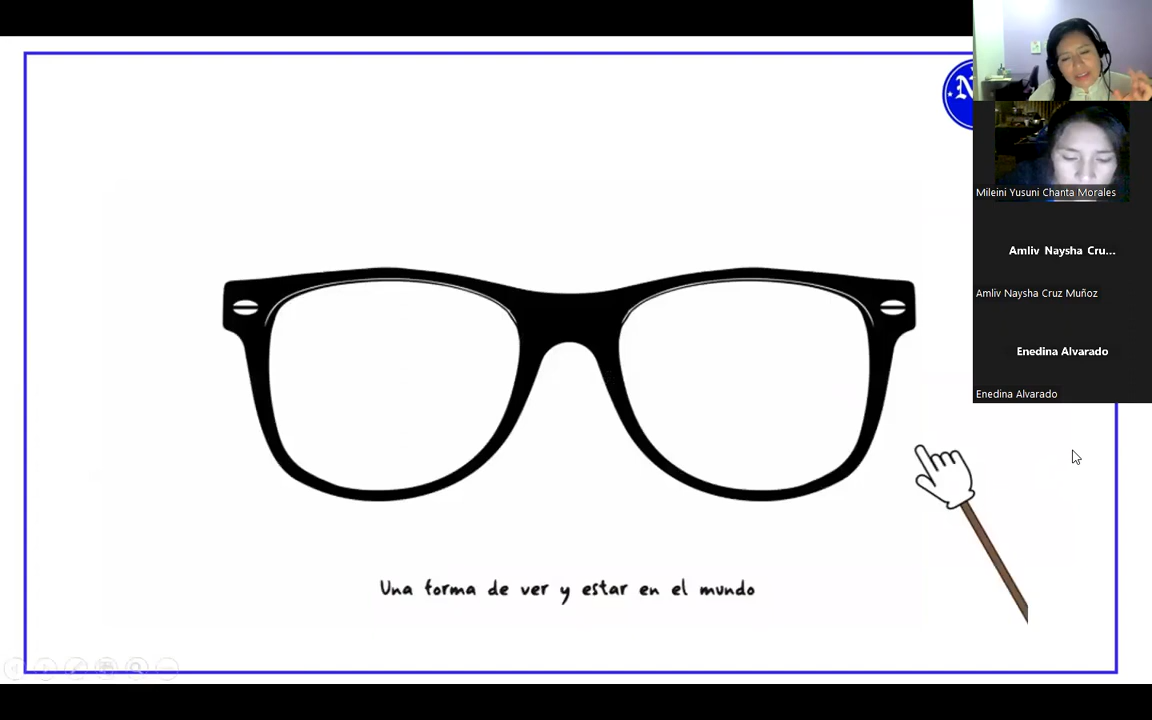 N
Mileini Yusuni Chanta Morales
Amliv Naysha Cru...
Amliv Naysha Cruz Muñoz
Enedina Alvarado
Enedina Alvarado
Una forma de ver y estar en el mundo